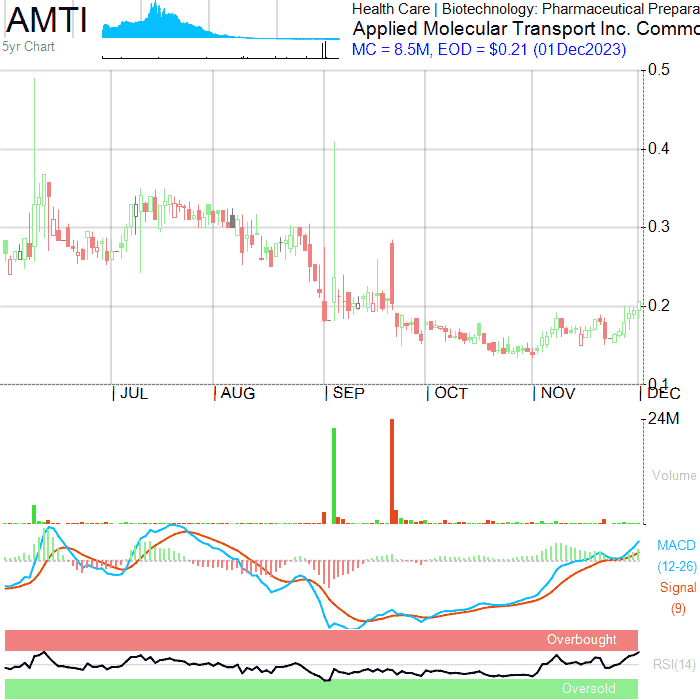 AMTI
5yr Chart
Health Care | Biotechnology: Pharmaceutical Prepara
Applied Molecular Transport Inc. Commo
MC = 8.5M, EOD = $0.21 (01Dec2023)
0.5
0.4
0.3
0.2
0.1
JUL AUG SEP OCT NOV DEC
24M
Volume
MACD
(12-26)
Signal
(9)
Overbought
RSI(14)
Oversold